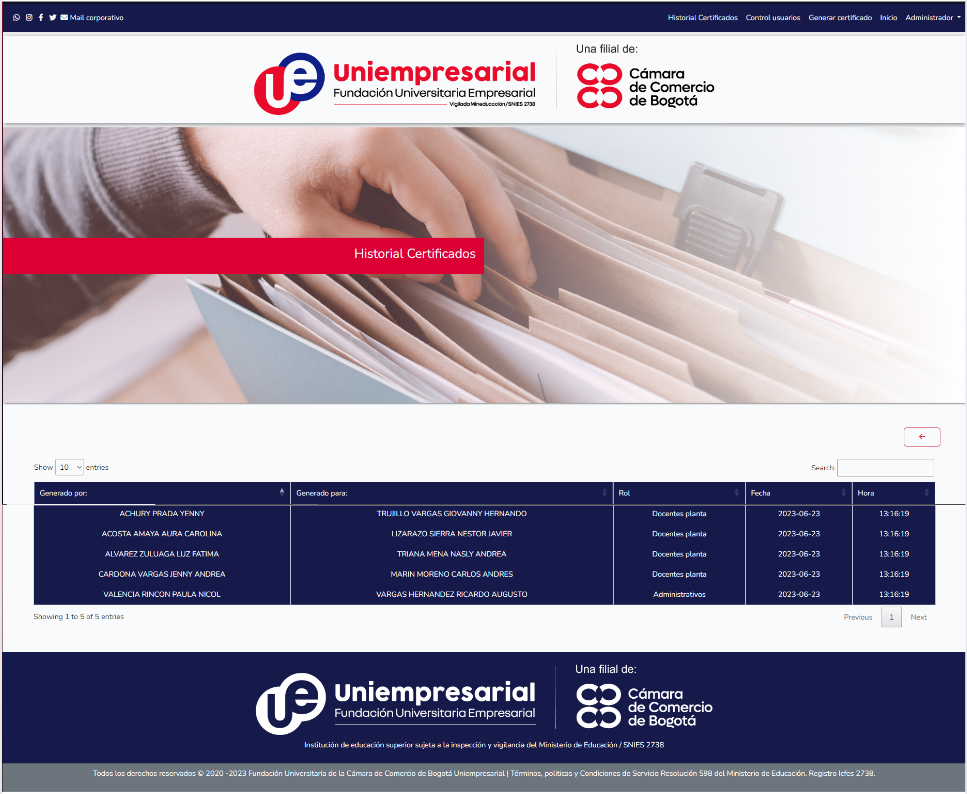 Mail corporativo Historial Certificados Control usuarios Generar certificado Inicio Administrador
ue Uniempresarial
Fundación Universitaria Empresarial
Vigilada Mineducación/SNIES 2738
Una filial de:
Cámara
de Comercio
de Bogotá
Historial Certificados
←
Show 10 entries Search:
Generado por: Generado para: Rol Fecha Hora
ACHURY PRADA YENNY TRUJILLO VARGAS GIOVANNY HERNANDO Docentes planta 2023-06-23 13:16:19
ACOSTA AMAYA AURA CAROLINA LIZARAZO SIERRA NESTOR JAVIER Docentes planta 2023-06-23 13:16:19
ALVAREZ ZULUAGA LUZ FATIMA TRIANA MENA NASLY ANDREA Docentes planta 2023-06-23 13:16:19
CARDONA VARGAS JENNY ANDREA MARIN MORENO CARLOS ANDRES Docentes planta 2023-06-23 13:16:19
VALENCIA RINCON PAULA NICOL VARGAS HERNANDEZ RICARDO AUGUSTO Administrativos 2023-06-23 13:16:19
Showing 1 to 5 of 5 entries Previous 1 Next
ue Uniempresarial
Fundación Universitaria Empresarial
Una filial de:
Cámara
de Comercio
de Bogotá
Institución de educación superior sujeta a la inspección y vigilancia del Ministerio de Educación / SNIES 2738
Todos los derechos reservados © 2020 -2023 Fundación Universitaria de la Cámara de Comercio de Bogotá Uniempresarial | Términos, políticas y Condiciones de Servicio Resolución 598 del Ministerio de Educación. Registro Icfes 2738.